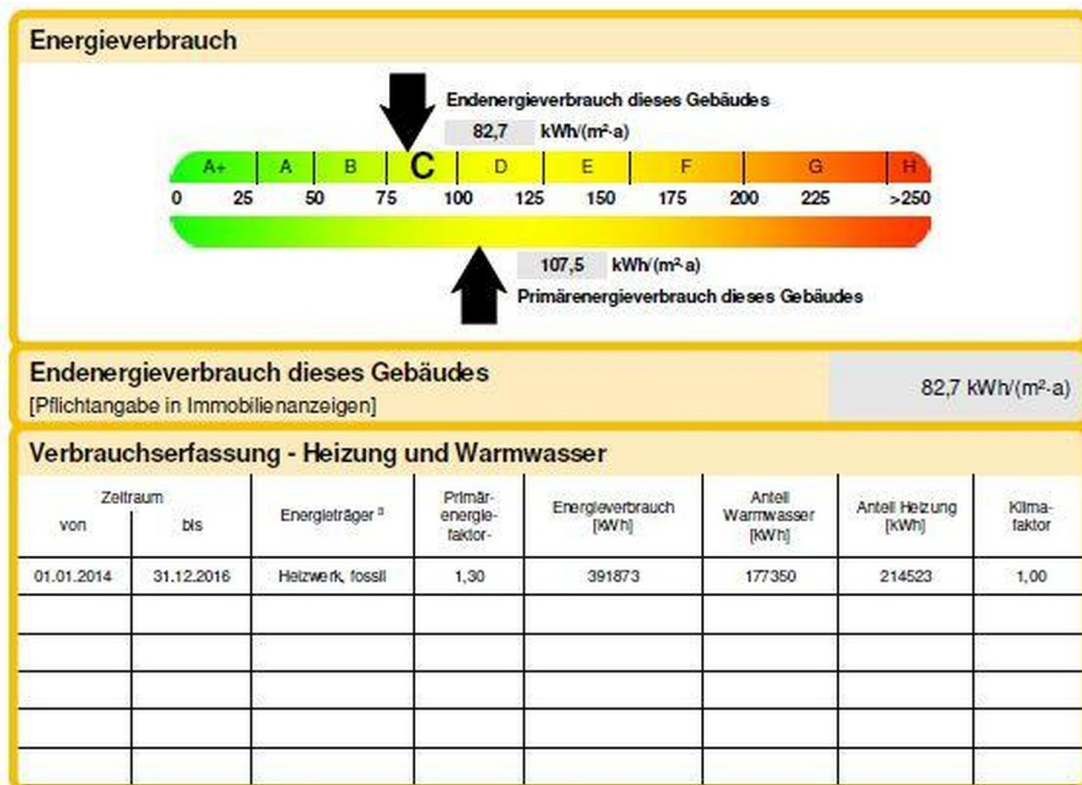 Energieverbrauch
Endenergieverbrauch dieses Gebäudes
82,7 kWh/(m²·a)
A+ A B C D E F G H
0 25 50 75 100 125 150 175 200 225 >250
107,5 kWh/(m²·a)
Primärenergieverbrauch dieses Gebäudes
Endenergieverbrauch dieses Gebäudes
[Pflichtangabe in Immobilienanzeigen]
82,7 kWh/(m²·a)
Verbrauchserfassung - Heizung und Warmwasser
Zeitraum
von bis
Energieträger ³
Primär-
energie-
faktor-
Energieverbrauch
[kWh]
Anteil
Warmwasser
[kWh]
Anteil Heizung
[kWh]
Klima-
faktor
01.01.2014 31.12.2016 Heizwerk, fossil 1,30 391873 177350 214523 1,00